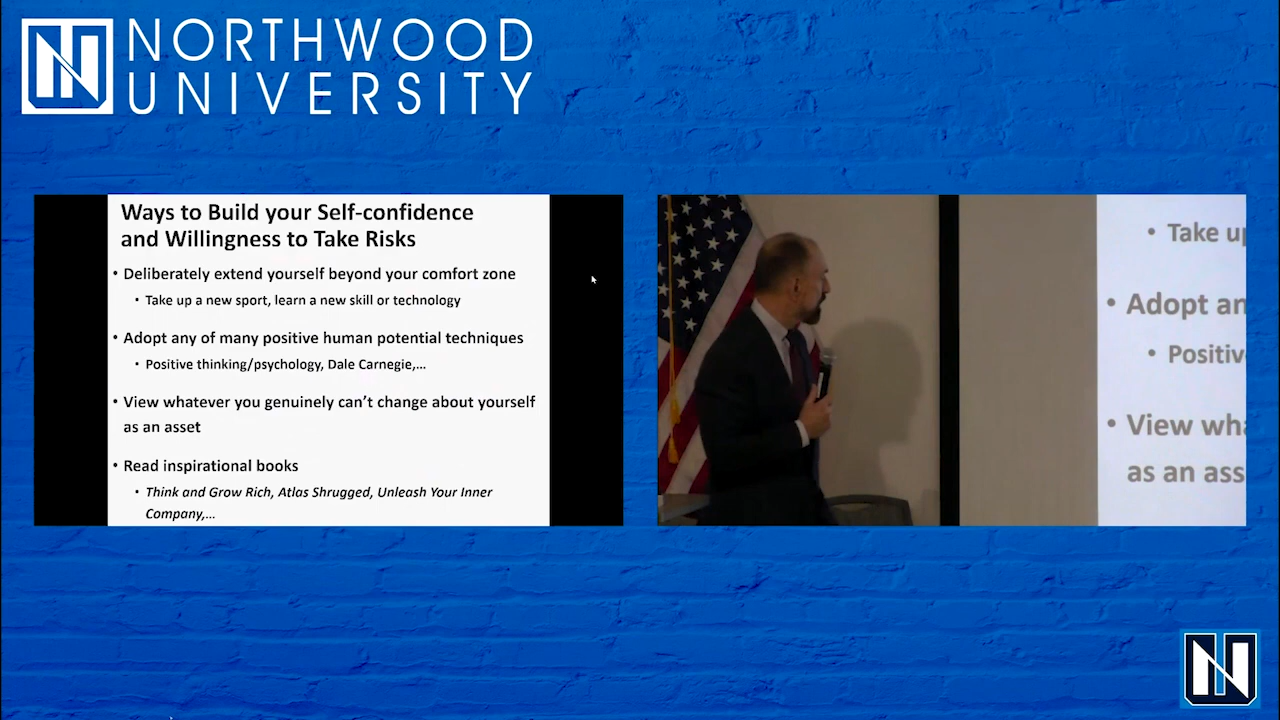 NORTHWOOD
UNIVERSITY
Ways to Build your Self-confidence
and Willingness to Take Risks
• Deliberately extend yourself beyond your comfort zone
• Take up a new sport, learn a new skill or technology
• Adopt any of many positive human potential techniques
• Positive thinking/psychology, Dale Carnegie,...
• View whatever you genuinely can't change about yourself
as an asset
• Read inspirational books
• Think and Grow Rich, Atlas Shrugged, Unleash Your Inner
Company,...
• Take up
• Adopt an
• Positiv
• View wha
as an ass